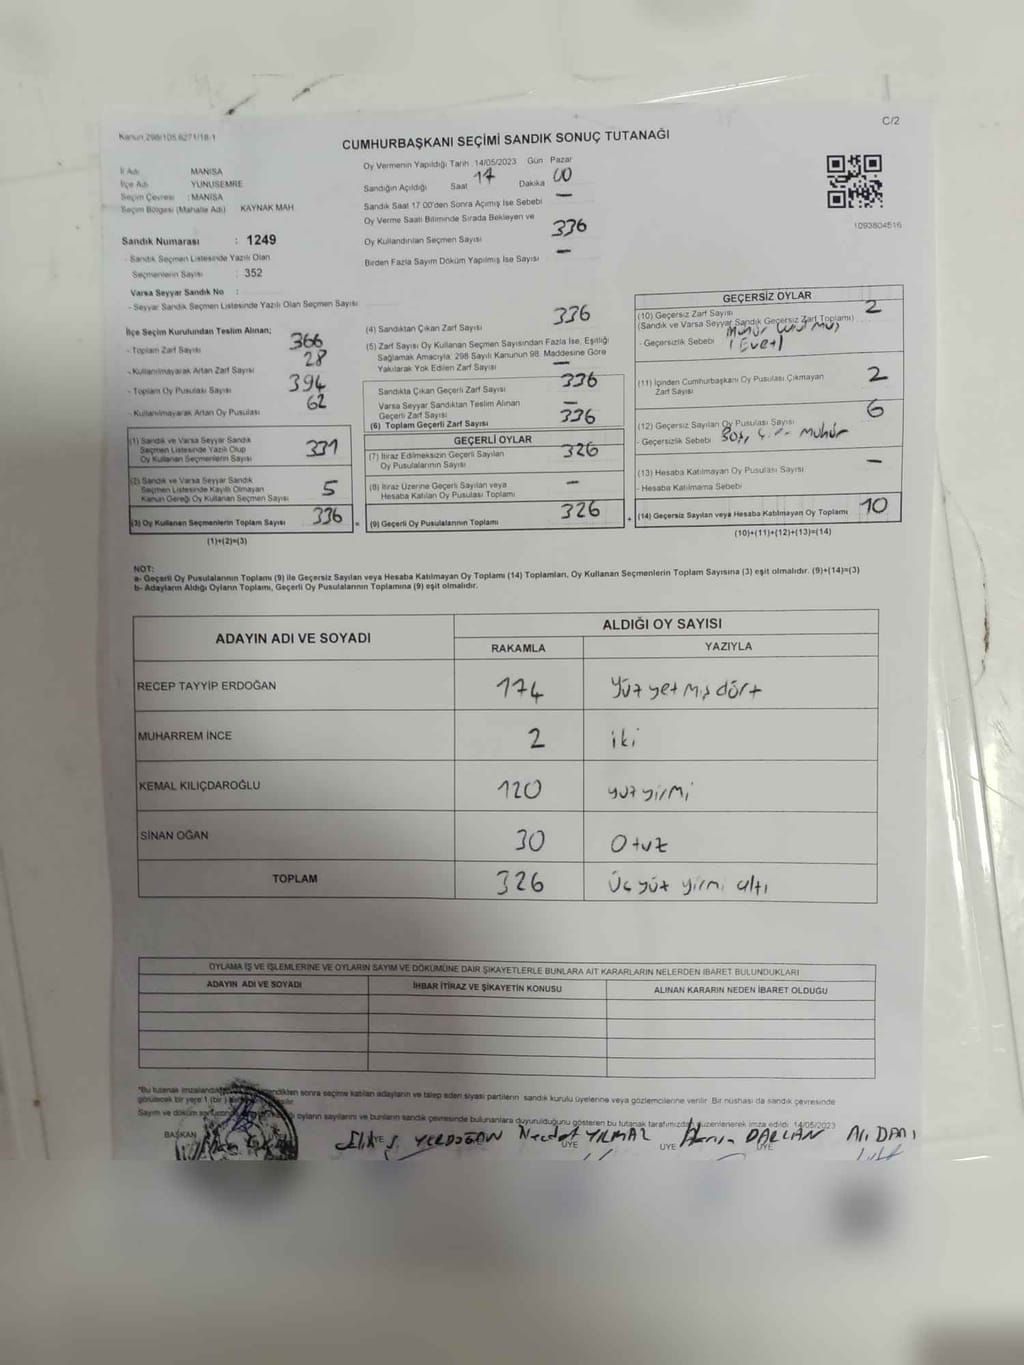 C/2
Kanun 298/105.6271/18-1
CUMHURBAŞKANI SEÇİMİ SANDIK SONUÇ TUTANAĞI
İl Adı : MANİSA
İlçe Adı : YUNUSEMRE
Seçim Çevresi : MANİSA
Seçim Bölgesi (Mahalle Adı) KAYNAK MAH
Sandık Numarası : 1249
- Sandık Seçmen Listesinde Yazılı Olan
Seçmenlerin Sayısı : 352
Varsa Seyyar Sandık No :
- Seyyar Sandık Seçmen Listesinde Yazılı Olan Seçmen Sayısı
Oy Vermenin Yapıldığı Tarih : 14/05/2023 Gün Pazar
Sandığın Açıldığı Saat 17 Dakika 00
Sandık Saat 17 00'den Sonra Açımış İse Sebebi —
Oy Verme Saati Bitiminde Sırada Bekleyen ve
Oy Kullandırılan Seçmen Sayısı 336
Birden Fazla Sayım Döküm Yapılmış İse Sayısı —
1093804516
İlçe Seçim Kurulundan Teslim Alınan;
- Toplam Zarf Sayısı 366
- Kullanılmayarak Artan Zarf Sayısı 28
- Toplam Oy Pusulası Sayısı 394
- Kullanılmayarak Artan Oy Pusulası 62
(1) Sandık ve Varsa Seyyar Sandık
Seçmen Listesinde Yazılı Olup
Oy Kullanan Seçmenlerin Sayısı 331
(2) Sandık ve Varsa Seyyar Sandık
Seçmen Listesinde Kayıtlı Olmayan
Kanun Gereği Oy Kullanan Seçmen Sayısı 5
(3) Oy Kullanan Seçmenlerin Toplam Sayısı 336 =
(1)+(2)=(3)
(4) Sandıktan Çıkan Zarf Sayısı 336
(5) Zarf Sayısı Oy Kullanan Seçmen Sayısından Fazla İse, Eşitliği
Sağlamak Amacıyla; 298 Sayılı Kanunun 98. Maddesine Göre
Yakılarak Yok Edilen Zarf Sayısı —
Sandıkta Çıkan Geçerli Zarf Sayısı 336
Varsa Seyyar Sandıktan Teslim Alınan
Geçerli Zarf Sayısı —
(6) Toplam Geçerli Zarf Sayısı 336
GEÇERLİ OYLAR
(7) İtiraz Edilmeksizin Geçerli Sayılan
Oy Pusulalarının Sayısı 326
(8) İtiraz Üzerine Geçerli Sayılan veya
Hesaba Katılan Oy Pusulası Toplamı —
(9) Geçerli Oy Pusulalarının Toplamı 326 +
GEÇERSİZ OYLAR
(10) Geçersiz Zarf Sayısı 2
(Sandık ve Varsa Seyyar Sandık Geçersiz Zarf Toplamı)
- Geçersizlik Sebebi Mühür (Evet)
(11) İçinden Cumhurbaşkanı Oy Pusulası Çıkmayan
Zarf Sayısı 2
(12) Geçersiz Sayılan Oy Pusulası Sayısı 6
- Geçersizlik Sebebi Boş, Mühür
(13) Hesaba Katılmayan Oy Pusulası Sayısı —
- Hesaba Katılmama Sebebi
(14) Geçersiz Sayılan veya Hesaba Katılmayan Oy Toplamı 10
(10)+(11)+(12)+(13)=(14)
NOT:
a- Geçerli Oy Pusulalarının Toplamı (9) ile Geçersiz Sayılan veya Hesaba Katılmayan Oy Toplamı (14) Toplamları, Oy Kullanan Seçmenlerin Toplam Sayısına (3) eşit olmalıdır. (9)+(14)=(3)
b- Adayların Aldığı Oyların Toplamı, Geçerli Oy Pusulalarının Toplamına (9) eşit olmalıdır.
ADAYIN ADI VE SOYADI ALDIĞI OY SAYISI
RAKAMLA YAZIYLA
RECEP TAYYİP ERDOĞAN 174 Yüz yetmiş dört
MUHARREM İNCE 2 iki
KEMAL KILIÇDAROĞLU 120 yüz yirmi
SİNAN OĞAN 30 Otuz
TOPLAM 326 Üç yüz yirmi altı
OYLAMA İŞ VE İŞLEMLERİNE VE OYLARIN SAYIM VE DÖKÜMÜNE DAİR ŞİKAYETLERLE BUNLARA AİT KARARLARIN NELERDEN İBARET BULUNDUKLARI
ADAYIN ADI VE SOYADI İHBAR İTİRAZ VE ŞİKAYETİN KONUSU ALINAN KARARIN NEDEN İBARET OLDUĞU
"Bu tutanak sonra seçime katılan adayların ve talep eden siyasi partilerin sandık kurulu üyelerine veya gözlemcilerine verilir. Bir nüshası da sandık çevresinde
görülecek bir yere 1 (bir)
Sayım ve döküm oyların sayılarını ve bunların sandık çevresinde bulunanlara duyurulduğunu gösteren bu tutanak tarafımızdan düzenlenerek imza edildi. 14/05/2023
BAŞKAN Elif Ş. YERDOĞAN Necdet YILMAZ DARCAN Ali
ÜYE ÜYE ÜYE ÜYE